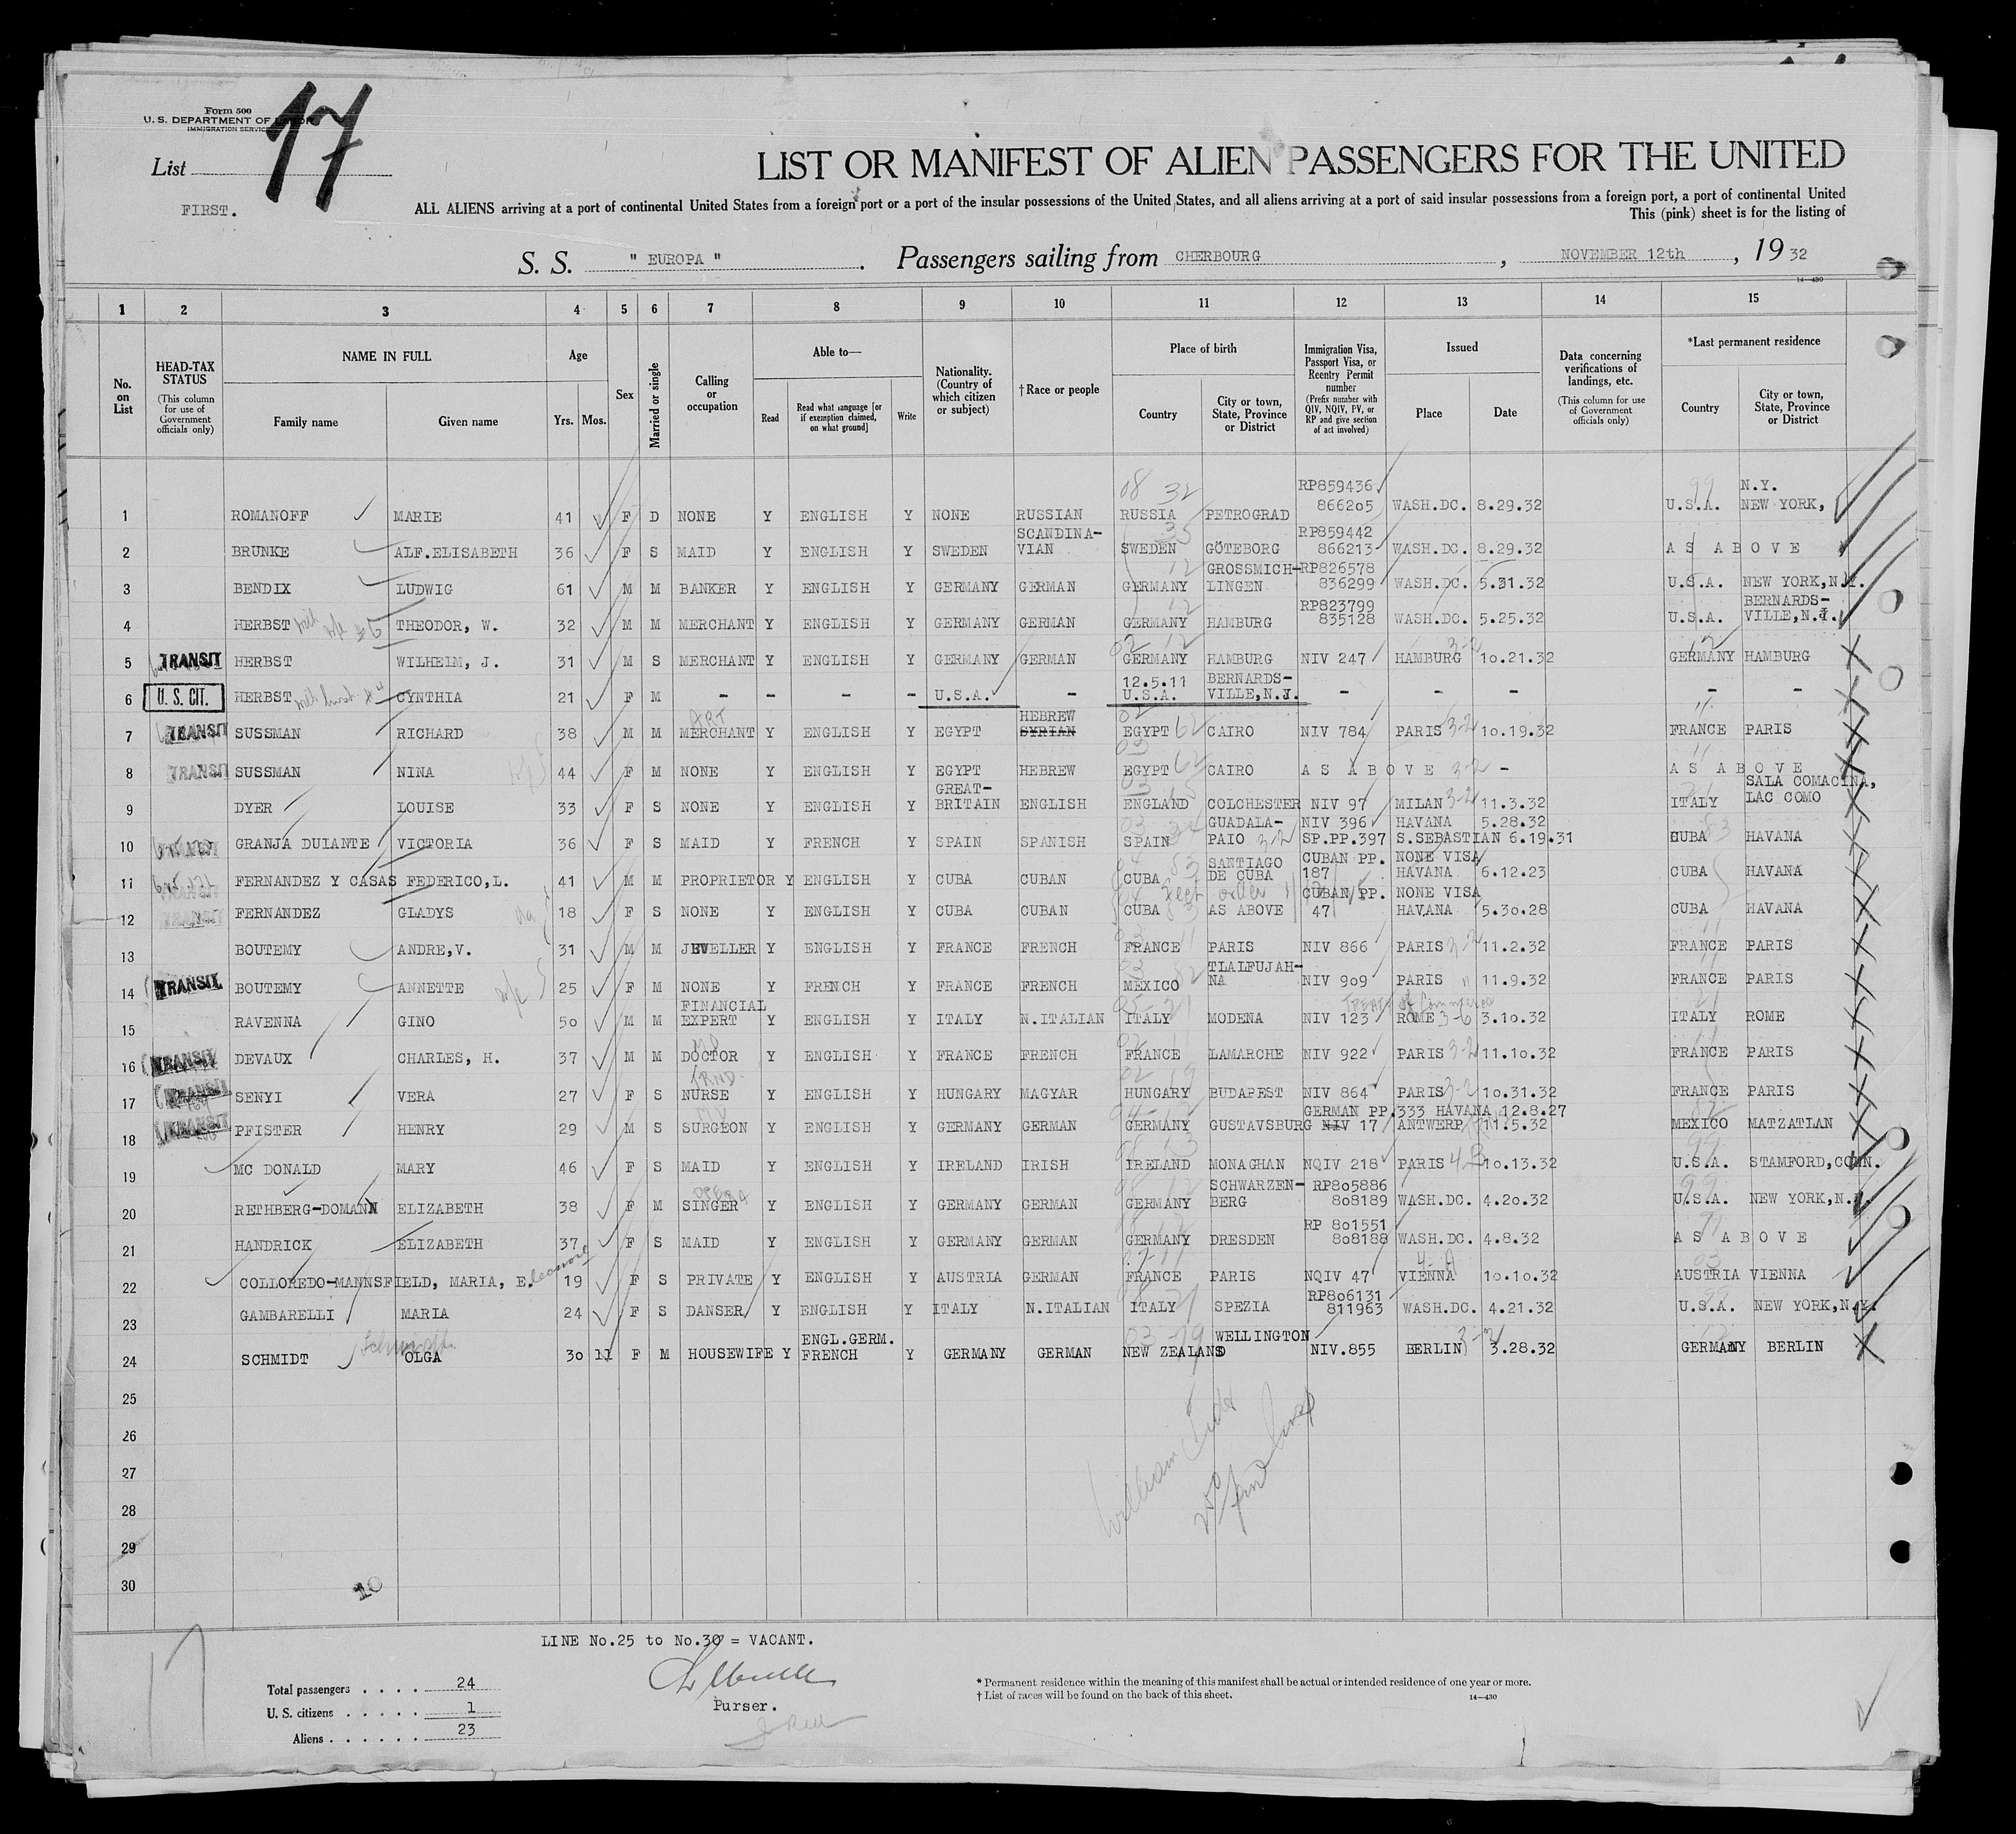 Form 500
U. S. DEPARTMENT OF LABOR
IMMIGRATION SERVICE
17
List
FIRST.
LIST OR MANIFEST OF ALIEN PASSENGERS FOR THE UNITED
ALL ALIENS arriving at a port of continental United States from a foreign port or a port of the insular possessions of the United States, and all aliens arriving at a port of said insular possessions from a foreign port, a port of continental United
This (pink) sheet is for the listing of
S. S. " EUROPA " . Passengers sailing from CHERBOURG , NOVEMBER 12th , 19 32
14—430
1 2 3 4 5 6 7 8 9 10 11 12 13 14 15
No. on List
HEAD-TAX STATUS (This column for use of Government officials only)
NAME IN FULL Family name Given name
Age Yrs. Mos.
Sex
Married or single
Calling or occupation
Able to— Read Read what language [or if exemption claimed, on what ground] Write
Nationality. (Country of which citizen or subject)
† Race or people
Place of birth Country City or town, State, Province or District
Immigration Visa, Passport Visa, or Reentry Permit number (Prefix number with QIV, NQIV, PV, or RP and give section of act involved)
Issued Place Date
Data concerning verifications of landings, etc. (This column for use of Government officials only)
*Last permanent residence Country City or town, State, Province or District
RP859436 N.Y.
1 ROMANOFF MARIE 41 F D NONE Y ENGLISH Y NONE RUSSIAN RUSSIA PETROGRAD 866205 WASH.DC. 8.29.32 U.S.A. NEW YORK,
SCANDINA- RP859442
2 BRUNKE ALF.ELISABETH 36 F S MAID Y ENGLISH Y SWEDEN VIAN SWEDEN GÖTEBORG 866213 WASH.DC. 8.29.32 AS ABOVE
GROSSMICH- RP826578
3 BENDIX LUDWIG 61 M M BANKER Y ENGLISH Y GERMANY GERMAN GERMANY LINGEN 836299 WASH.DC. 5.31.32 U.S.A. NEW YORK,N.Y.
RP823799 BERNARDS-
4 HERBST THEODOR, W. 32 M M MERCHANT Y ENGLISH Y GERMANY GERMAN GERMANY HAMBURG 835128 WASH.DC. 5.25.32 U.S.A. VILLE,N.J.
5 TRANSIT HERBST WILHELM, J. 31 M S MERCHANT Y ENGLISH Y GERMANY GERMAN GERMANY HAMBURG NIV 247 HAMBURG 3-2 10.21.32 GERMANY HAMBURG
12.5.11 BERNARDS-
6 U. S. CIT. HERBST CYNTHIA 21 F M - - - - U.S.A. - U.S.A. VILLE,N.J. - - - - -
ART HEBREW
7 TRANSIT SUSSMAN RICHARD 38 M M MERCHANT Y ENGLISH Y EGYPT SYRIAN EGYPT 62 CAIRO NIV 784 PARIS 3-2 10.19.32 FRANCE PARIS
8 TRANSIT SUSSMAN NINA 44 F M NONE Y ENGLISH Y EGYPT HEBREW EGYPT 62 CAIRO AS ABOVE 3-2 - AS ABOVE
GREAT- SALA COMACINA,
9 DYER LOUISE 33 F S NONE Y ENGLISH Y BRITAIN ENGLISH ENGLAND COLCHESTER NIV 97 MILAN 3-2 11.3.32 ITALY LAC COMO
GUADALA- NIV 396 HAVANA 5.28.32
10 GRANJA DUIANTE VICTORIA 36 F S MAID Y FRENCH Y SPAIN SPANISH SPAIN PAIO SP.PP.397 S.SEBASTIAN 6.19.31 CUBA HAVANA
SANTIAGO CUBAN PP. NONE VISA
11 FERNANDEZ Y CASAS FEDERICO,L. 41 M M PROPRIETOR Y ENGLISH Y CUBA CUBAN CUBA DE CUBA 187 HAVANA 6.12.23 CUBA HAVANA
CUBAN PP. NONE VISA
12 FERNANDEZ GLADYS 18 F S NONE Y ENGLISH Y CUBA CUBAN CUBA AS ABOVE 47 HAVANA 5.30.28 CUBA HAVANA
13 BOUTEMY ANDRE,V. 31 M M JEWELLER Y ENGLISH Y FRANCE FRENCH FRANCE PARIS NIV 866 PARIS 11.2.32 FRANCE PARIS
TLALFUJAH-
14 TRANSIT BOUTEMY ANNETTE 25 F M NONE Y FRENCH Y FRANCE FRENCH MEXICO NA NIV 909 PARIS 11.9.32 FRANCE PARIS
FINANCIAL Treaty of Commerce
15 RAVENNA GINO 50 M M EXPERT Y ENGLISH Y ITALY N.ITALIAN ITALY MODENA NIV 123 ROME 3-6 3.10.32 ITALY ROME
MD
16 TRANSIT DEVAUX CHARLES, H. 37 M M DOCTOR Y ENGLISH Y FRANCE FRENCH FRANCE LAMARCHE NIV 922 PARIS 3-2 11.10.32 FRANCE PARIS
17 TRANSIT SENYI VERA 27 F S NURSE Y ENGLISH Y HUNGARY MAGYAR HUNGARY BUDAPEST NIV 864 PARIS 3-2 10.31.32 FRANCE PARIS
GERMAN PP.333 HAVANA 12.8.27
18 TRANSIT PFISTER HENRY 29 M S SURGEON Y ENGLISH Y GERMANY GERMAN GERMANY GUSTAVSBURG NIV 17 ANTWERP 11.5.32 MEXICO MATZATLAN
19 MC DONALD MARY 46 F S MAID Y ENGLISH Y IRELAND IRISH IRELAND MONAGHAN NQIV 218 PARIS 10.13.32 U.S.A. STAMFORD,CONN.
OPERA SCHWARZEN- RP805886
20 RETHBERG-DOMANN ELIZABETH 38 F M SINGER Y ENGLISH Y GERMANY GERMAN GERMANY BERG 808189 WASH.DC. 4.20.32 U.S.A. NEW YORK,N.Y.
RP 801551
21 HANDRICK ELIZABETH 37 F S MAID Y ENGLISH Y GERMANY GERMAN GERMANY DRESDEN 808188 WASH.DC. 4.8.32 AS ABOVE
22 COLLOREDO-MANNSFIELD, MARIA, E. leanore 19 F S PRIVATE Y ENGLISH Y AUSTRIA GERMAN FRANCE PARIS NQIV 47 VIENNA 10.10.32 AUSTRIA VIENNA
RP806131
23 GAMBARELLI MARIA 24 F S DANSER Y ENGLISH Y ITALY N.ITALIAN ITALY SPEZIA 811963 WASH.DC. 4.21.32 U.S.A. NEW YORK,N.Y.
ENGL.GERM. WELLINGTON
24 SCHMIDT OLGA 30 11 F M HOUSEWIFE Y FRENCH Y GERMANY GERMAN NEW ZEALAND NIV.855 BERLIN 3-2 3.28.32 GERMANY BERLIN
25
26
27
28
29
30
10
LINE No.25 to No.30 = VACANT.
Purser.
Total passengers . . . . 24
U. S. citizens . . . . . 1
Aliens . . . . . . 23
* Permanent residence within the meaning of this manifest shall be actual or intended residence of one year or more.
† List of races will be found on the back of this sheet.
14—430
17